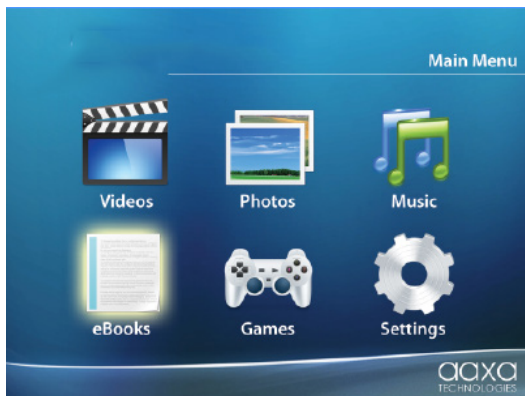 Main Menu
Videos Photos Music
eBooks Games Settings
aaxa
TECHNOLOGIES